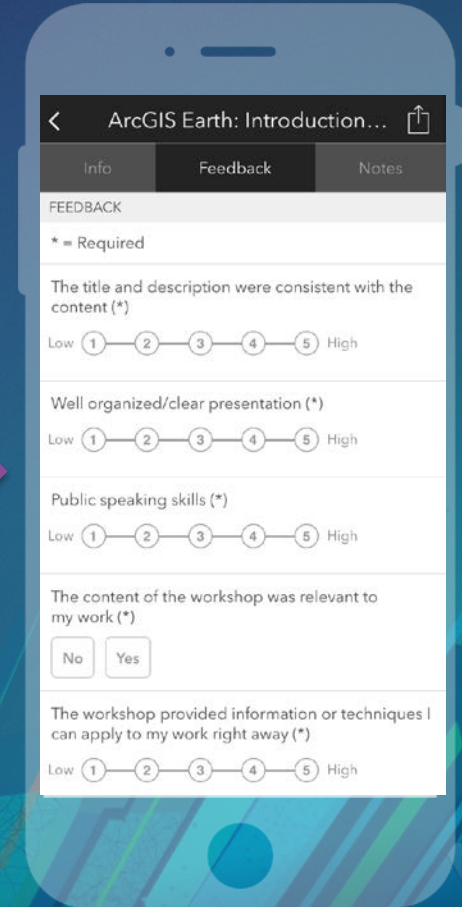 ArcGIS Earth: Introduction...
Info Feedback Notes
FEEDBACK
* = Required
The title and description were consistent with the
content (*)
Low 1 2 3 4 5 High
Well organized/clear presentation (*)
Low 1 2 3 4 5 High
Public speaking skills (*)
Low 1 2 3 4 5 High
The content of the workshop was relevant to
my work (*)
No Yes
The workshop provided information or techniques I
can apply to my work right away (*)
Low 1 2 3 4 5 High